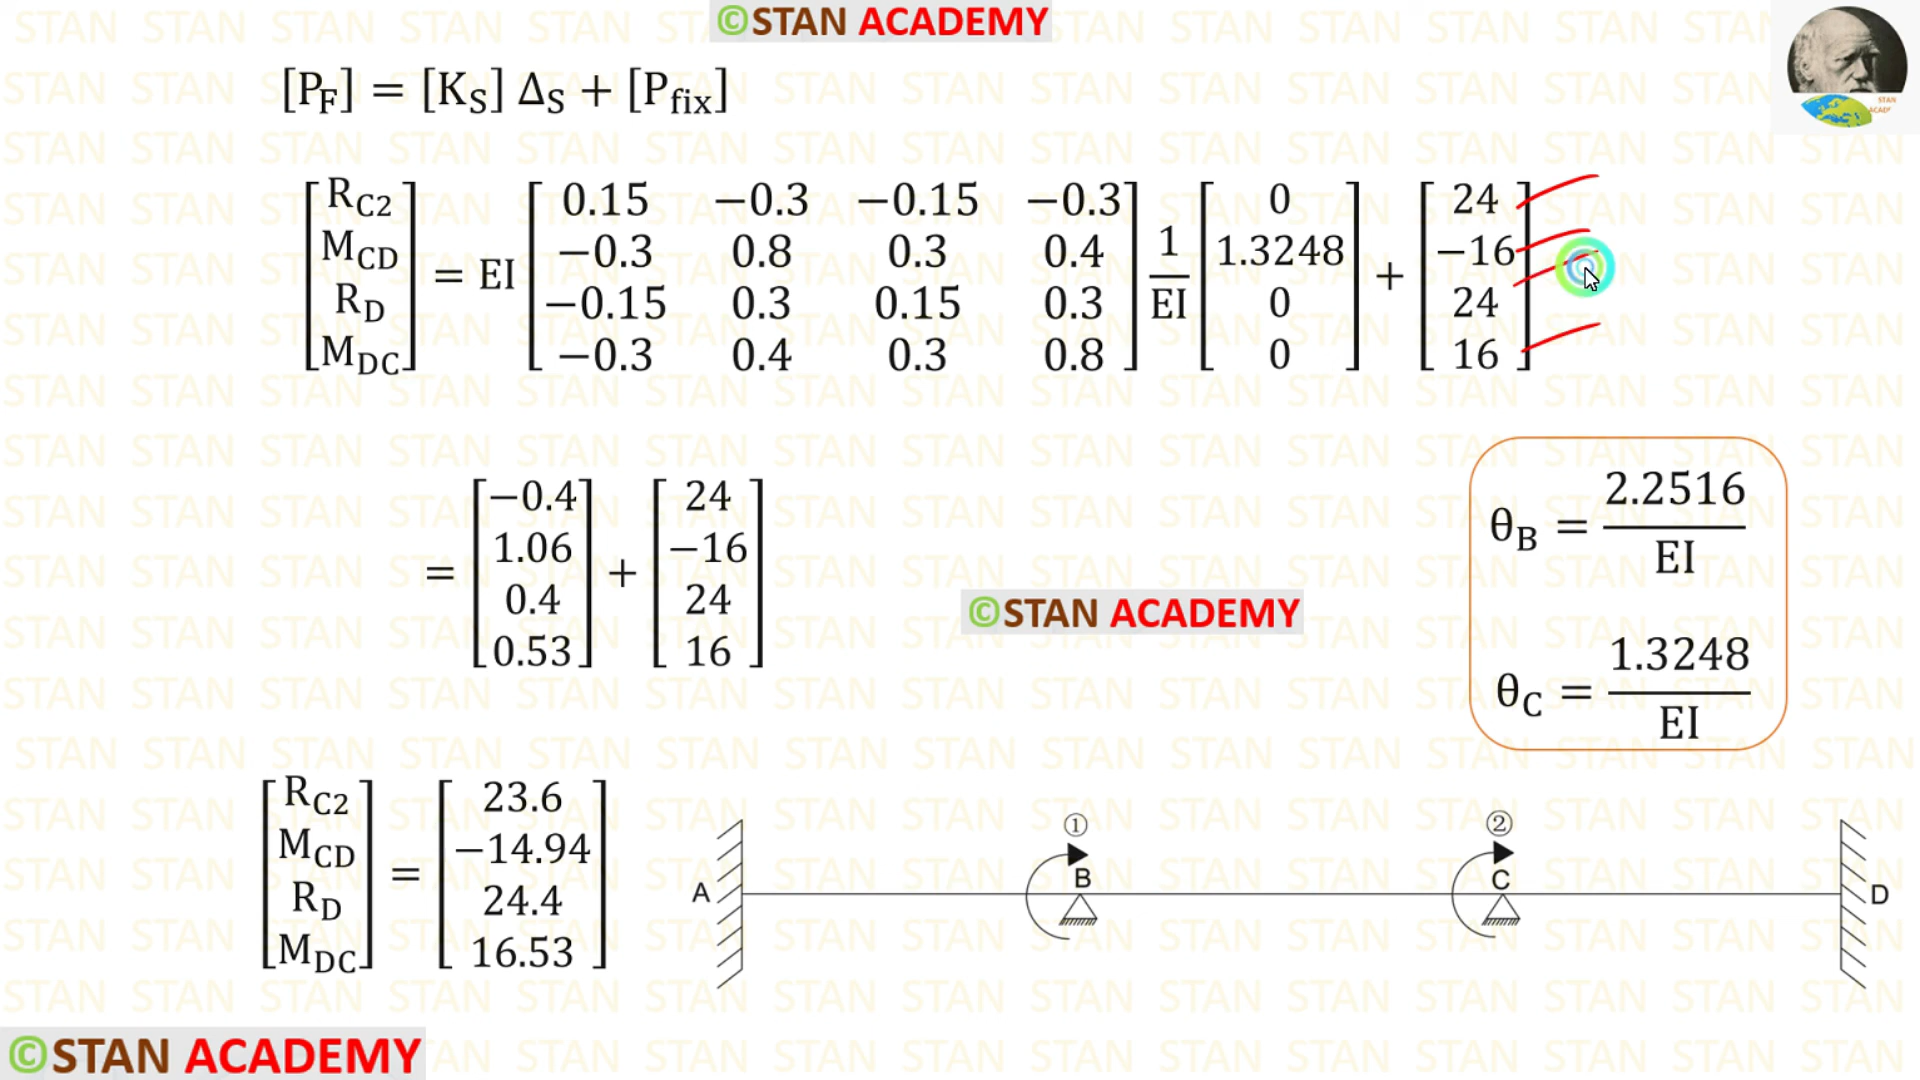 ©STAN ACADEMY
STAN ACADEMY
[P_F] = [K_S] Δ_S + [P_fix]
[R_C2; M_CD; R_D; M_DC] = EI [0.15 −0.3 −0.15 −0.3; −0.3 0.8 0.3 0.4; −0.15 0.3 0.15 0.3; −0.3 0.4 0.3 0.8] 1/EI [0; 1.3248; 0; 0] + [24; −16; 24; 16]
= [−0.4; 1.06; 0.4; 0.53] + [24; −16; 24; 16]
θ_B = 2.2516/EI
©STAN ACADEMY
θ_C = 1.3248/EI
[R_C2; M_CD; R_D; M_DC] = [23.6; −14.94; 24.4; 16.53]
① ②
A B C D
©STAN ACADEMY